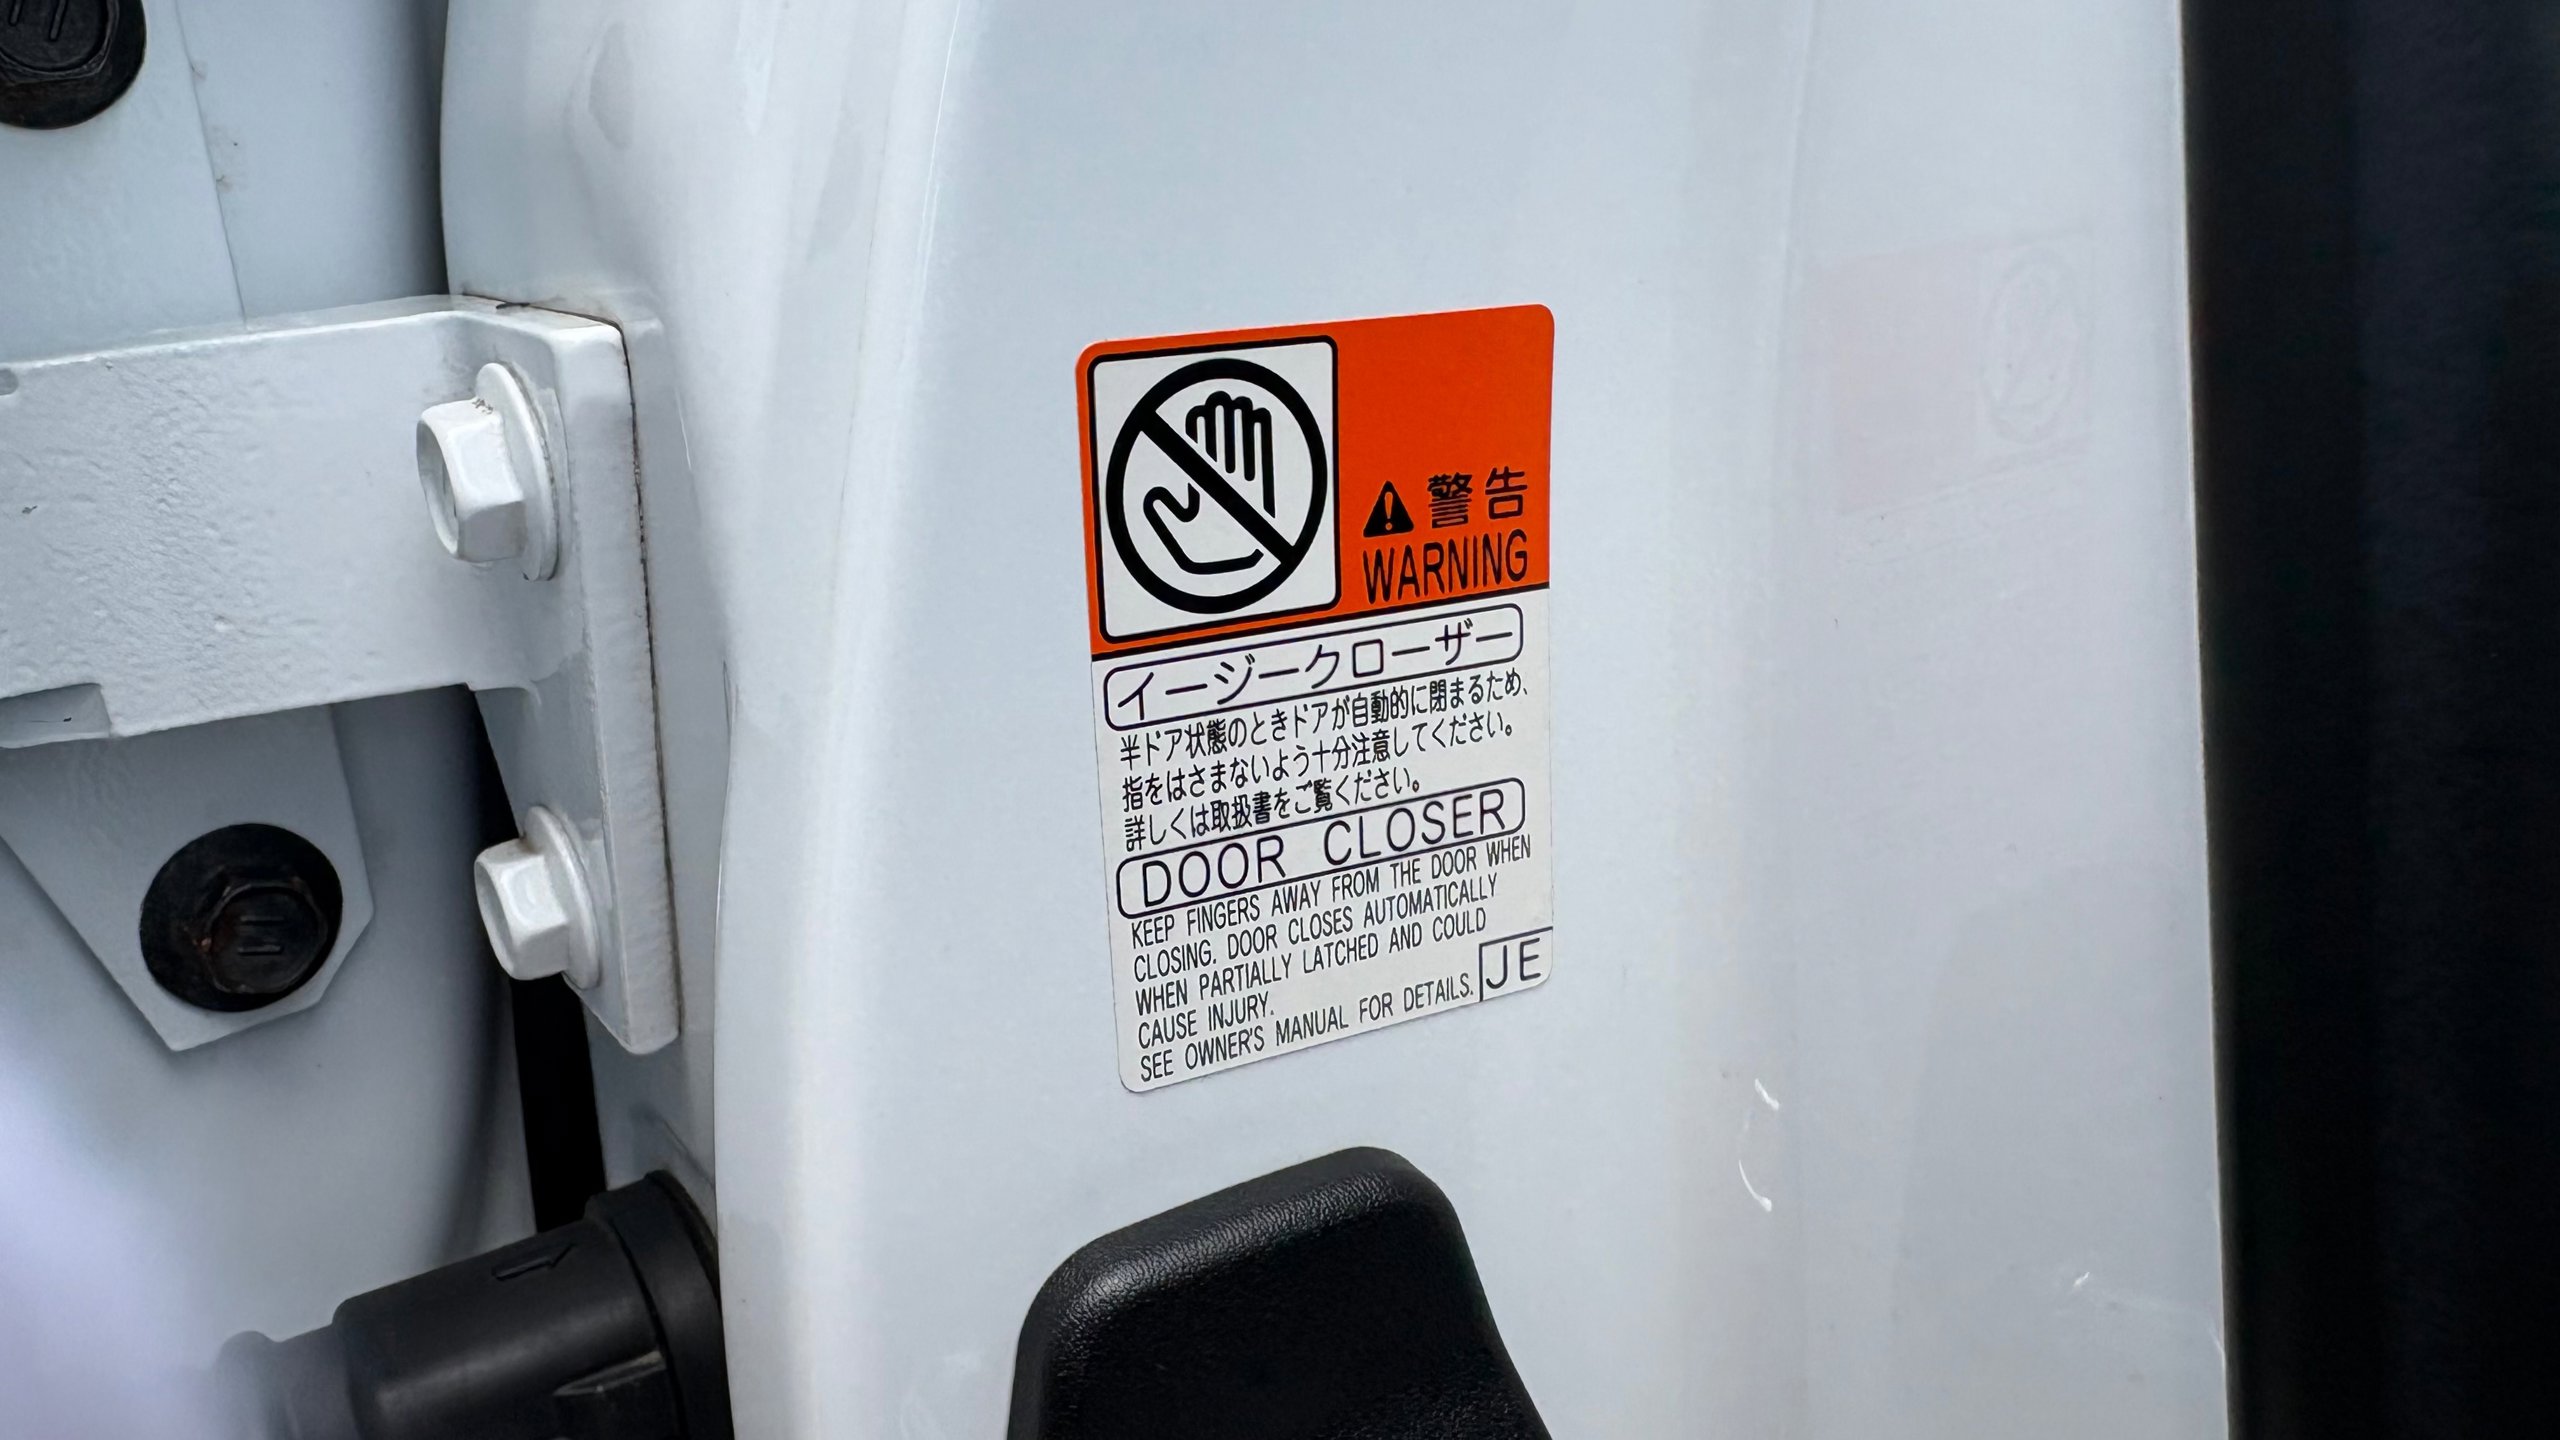 警告
WARNING
イージークローザー
半ドア状態のときドアが自動的に閉まるため、
指をはさまないよう十分注意してください。
詳しくは取扱書をご覧ください。
DOOR CLOSER
KEEP FINGERS AWAY FROM THE DOOR WHEN
CLOSING. DOOR CLOSES AUTOMATICALLY
WHEN PARTIALLY LATCHED AND COULD
CAUSE INJURY.
SEE OWNER'S MANUAL FOR DETAILS.
JE